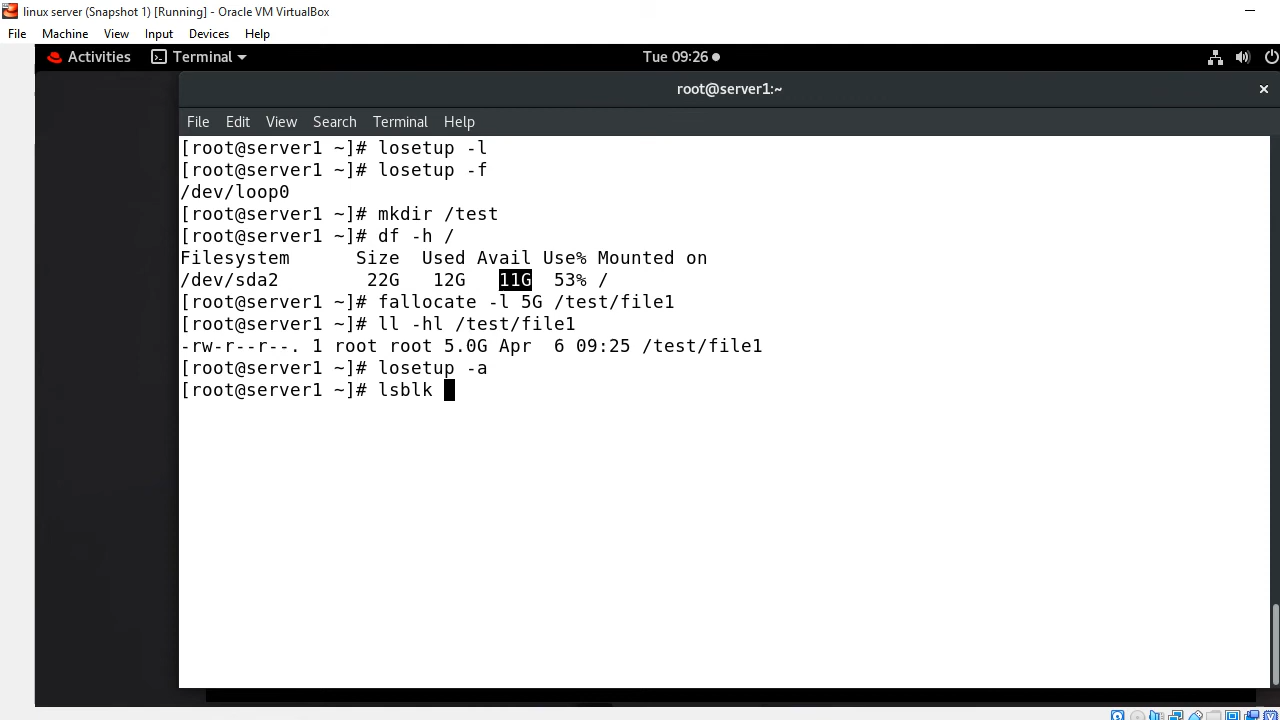 linux server (Snapshot 1) [Running] - Oracle VM VirtualBox
File Machine View Input Devices Help
Activities Terminal Tue 09:26
root@server1:~ ×
File Edit View Search Terminal Help
[root@server1 ~]# losetup -l
[root@server1 ~]# losetup -f
/dev/loop0
[root@server1 ~]# mkdir /test
[root@server1 ~]# df -h /
Filesystem      Size  Used Avail Use% Mounted on
/dev/sda2        22G   12G   11G  53% /
[root@server1 ~]# fallocate -l 5G /test/file1
[root@server1 ~]# ll -hl /test/file1
-rw-r--r--. 1 root root 5.0G Apr  6 09:25 /test/file1
[root@server1 ~]# losetup -a
[root@server1 ~]# lsblk